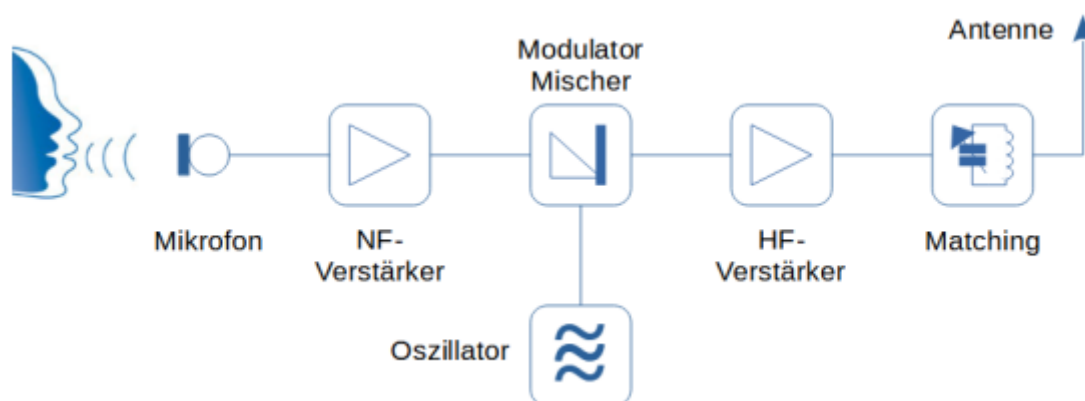 Antenne
Modulator
Mischer
Mikrofon
NF-
Verstärker
HF-
Verstärker
Matching
Oszillator